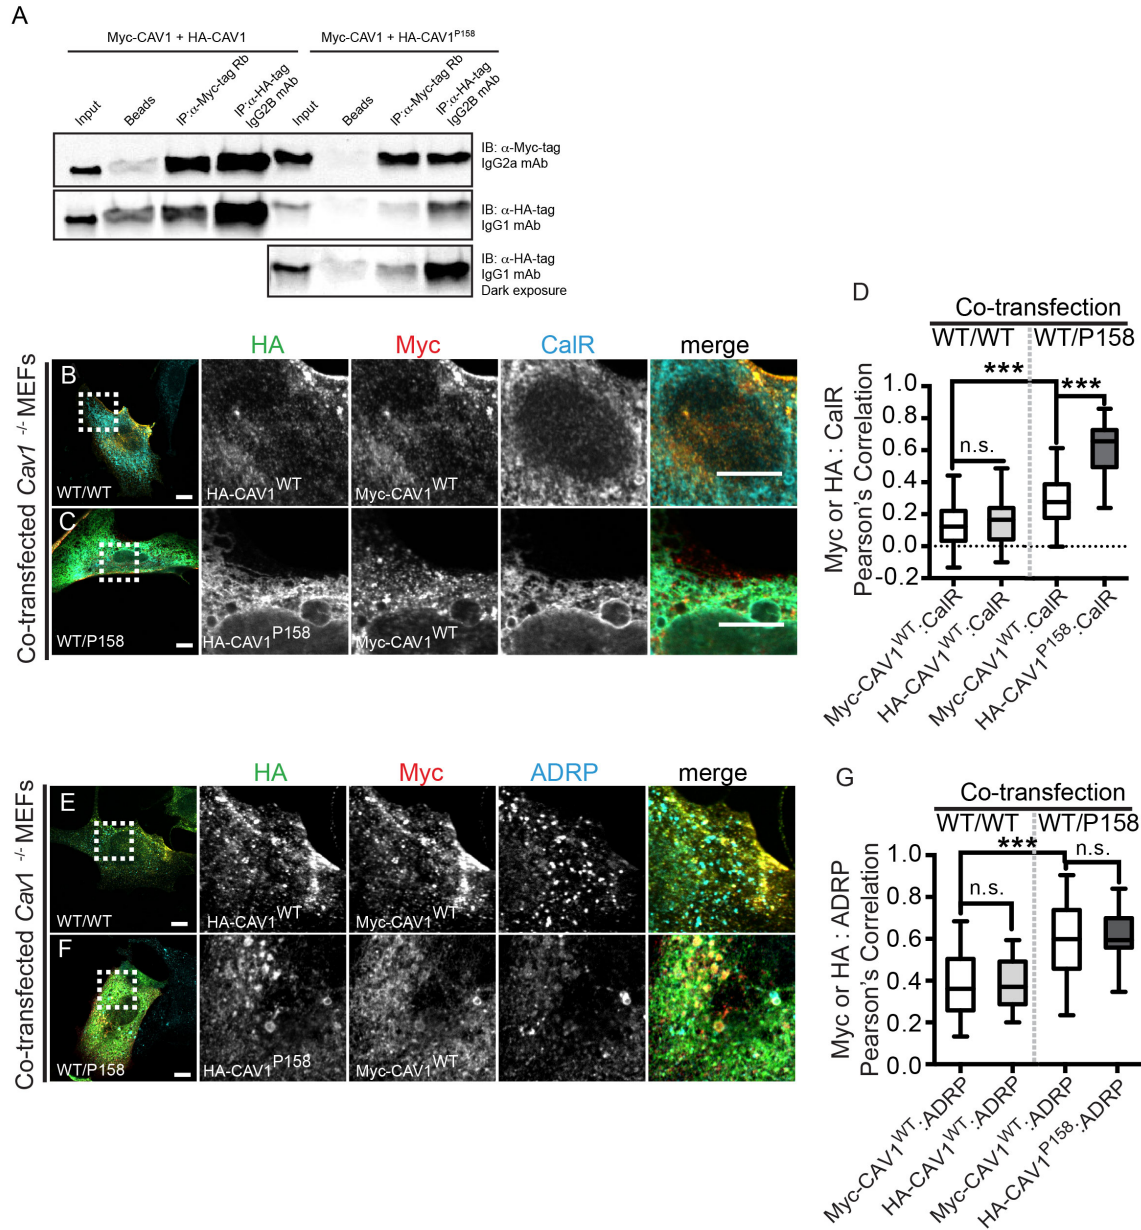 A
Myc-CAV1 + HA-CAV1
Myc-CAV1 + HA-CAV1P158
Input
Beads
IP:α-Myc-tag Rb
IP:α-HA-tag
IgG2B mAb
Input
Beads
IP:α-Myc-tag Rb
IP:α-HA-tag
IgG2B mAb
IB: α-Myc-tag
IgG2a mAb
IB: α-HA-tag
IgG1 mAb
IB: α-HA-tag
IgG1 mAb
Dark exposure
Co-transfected Cav1 -/- MEFs
HA
Myc
CalR
merge
B
WT/WT
HA-CAV1WT
Myc-CAV1WT
C
WT/P158
HA-CAV1P158
Myc-CAV1WT
D
Co-transfection
WT/WT
WT/P158
***
***
n.s.
Myc or HA : CalR
Pearson's Correlation
1.0
0.8
0.6
0.4
0.2
0.0
-0.2
Myc-CAV1WT:CalR
HA-CAV1WT:CalR
Myc-CAV1WT:CalR
HA-CAV1P158:CalR
Co-transfected Cav1 -/- MEFs
HA
Myc
ADRP
merge
E
WT/WT
HA-CAV1WT
Myc-CAV1WT
F
WT/P158
HA-CAV1P158
Myc-CAV1WT
G
Co-transfection
WT/WT
WT/P158
***
n.s.
n.s.
Myc or HA : ADRP
Pearson's Correlation
1.0
0.8
0.6
0.4
0.2
0.0
Myc-CAV1WT:ADRP
HA-CAV1WT:ADRP
Myc-CAV1WT:ADRP
HA-CAV1P158:ADRP